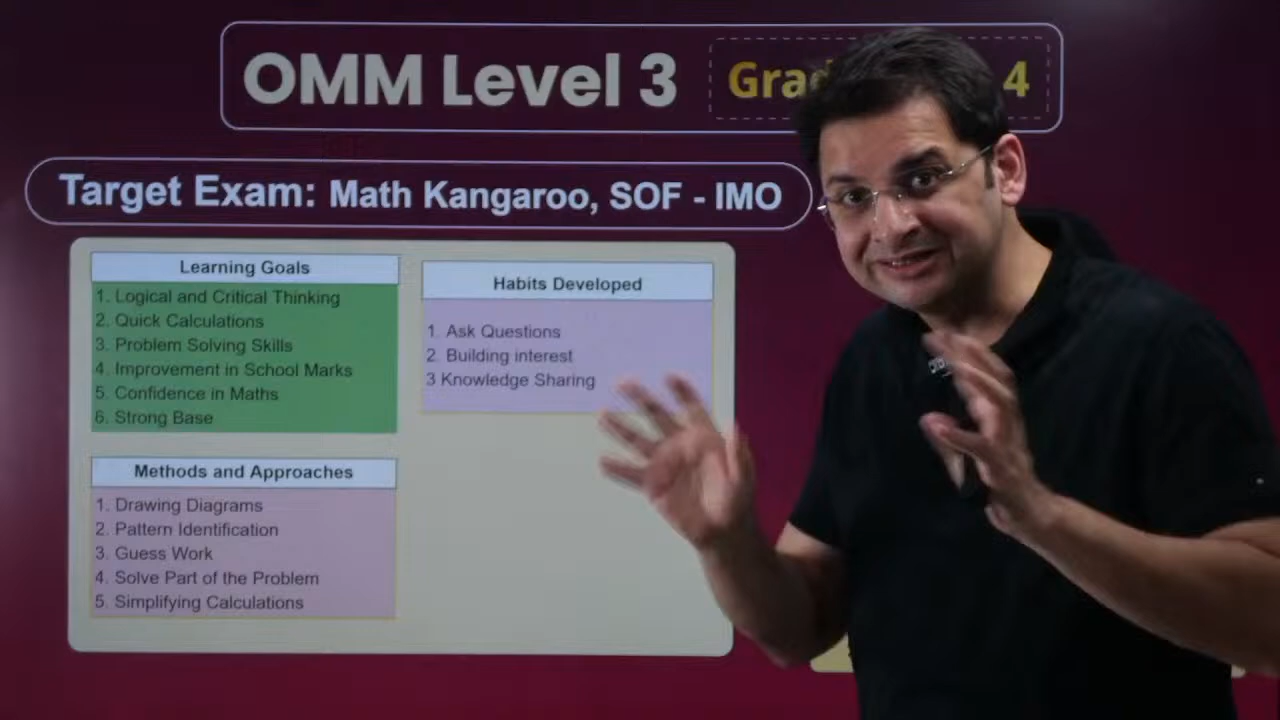 OMM Level 3
4
Target Exam: Math Kangaroo, SOF - IMO
Learning Goals
1. Logical and Critical Thinking
2. Quick Calculations
3. Problem Solving Skills
4. Improvement in School Marks
5. Confidence in Maths
6. Strong Base
Habits Developed
1. Ask Questions
2. Building interest
3 Knowledge Sharing
Methods and Approaches
1. Drawing Diagrams
2. Pattern Identification
3. Guess Work
4. Solve Part of the Problem
5. Simplifying Calculations